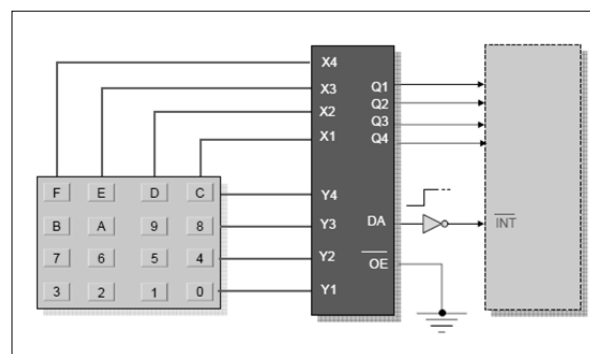 X4
X3
X2
X1
Q1
Q2
Q3
Q4
F E D C
Y4
B A 9 8
Y3
DA
INT
7 6 5 4
Y2
OE
3 2 1 0
Y1